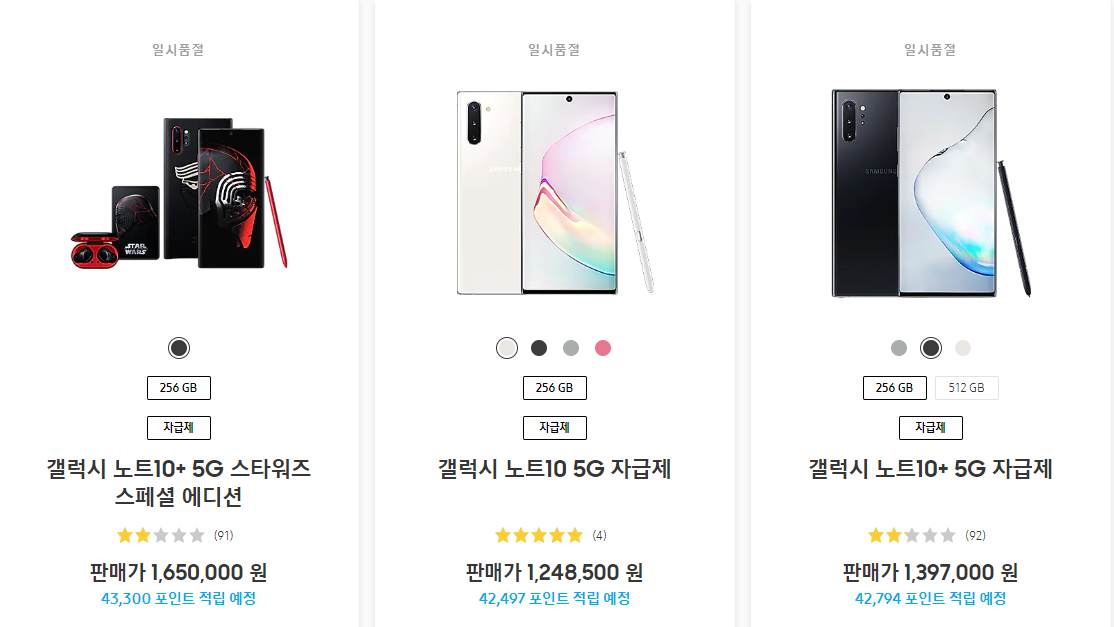 일시품절
일시품절
일시품절
STAR
WARS
SAMSUNG
SAMSUNG
256 GB
256 GB
256 GB
512 GB
자급제
자급제
자급제
갤럭시 노트10+ 5G 스타워즈
스페셜 에디션
갤럭시 노트10 5G 자급제
갤럭시 노트10+ 5G 자급제
(91)
(4)
(92)
판매가 1,650,000 원
판매가 1,248,500 원
판매가 1,397,000 원
43,300 포인트 적립 예정
42,497 포인트 적립 예정
42,794 포인트 적립 예정